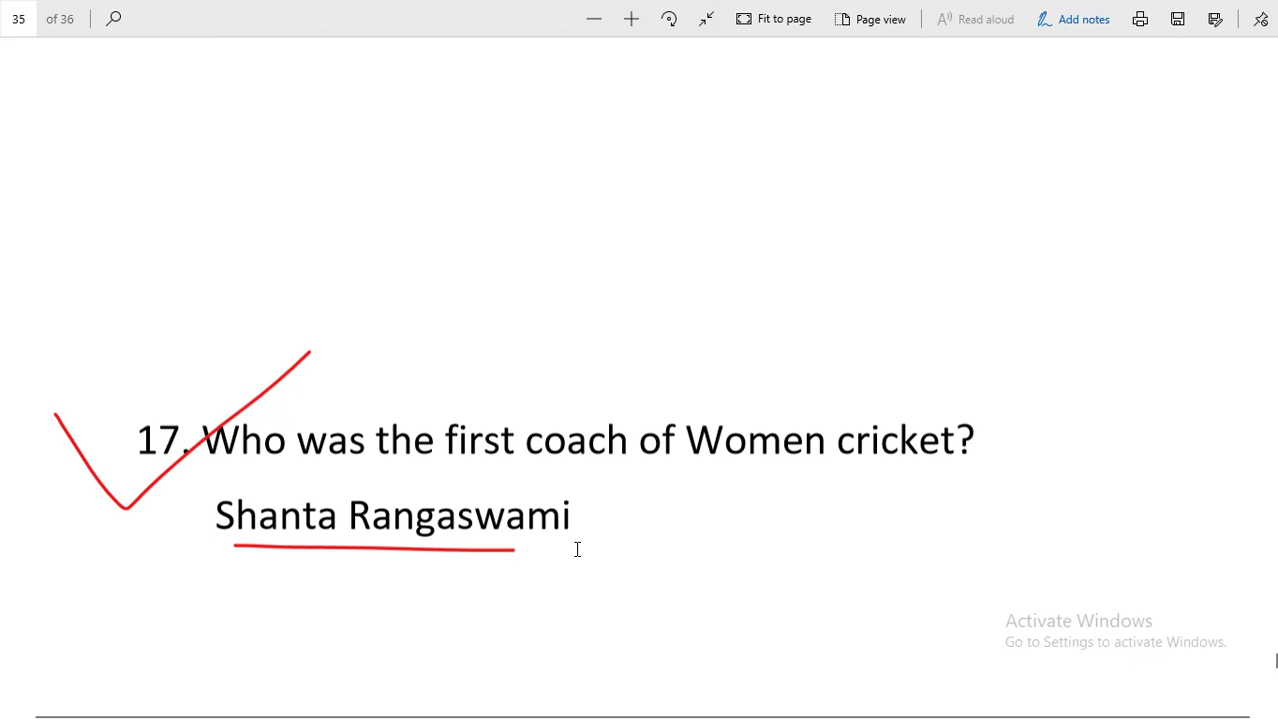 35 of 36 Fit to page Page view Read aloud Add notes
17. Who was the first coach of Women cricket?
Shanta Rangaswami
Activate Windows
Go to Settings to activate Windows.